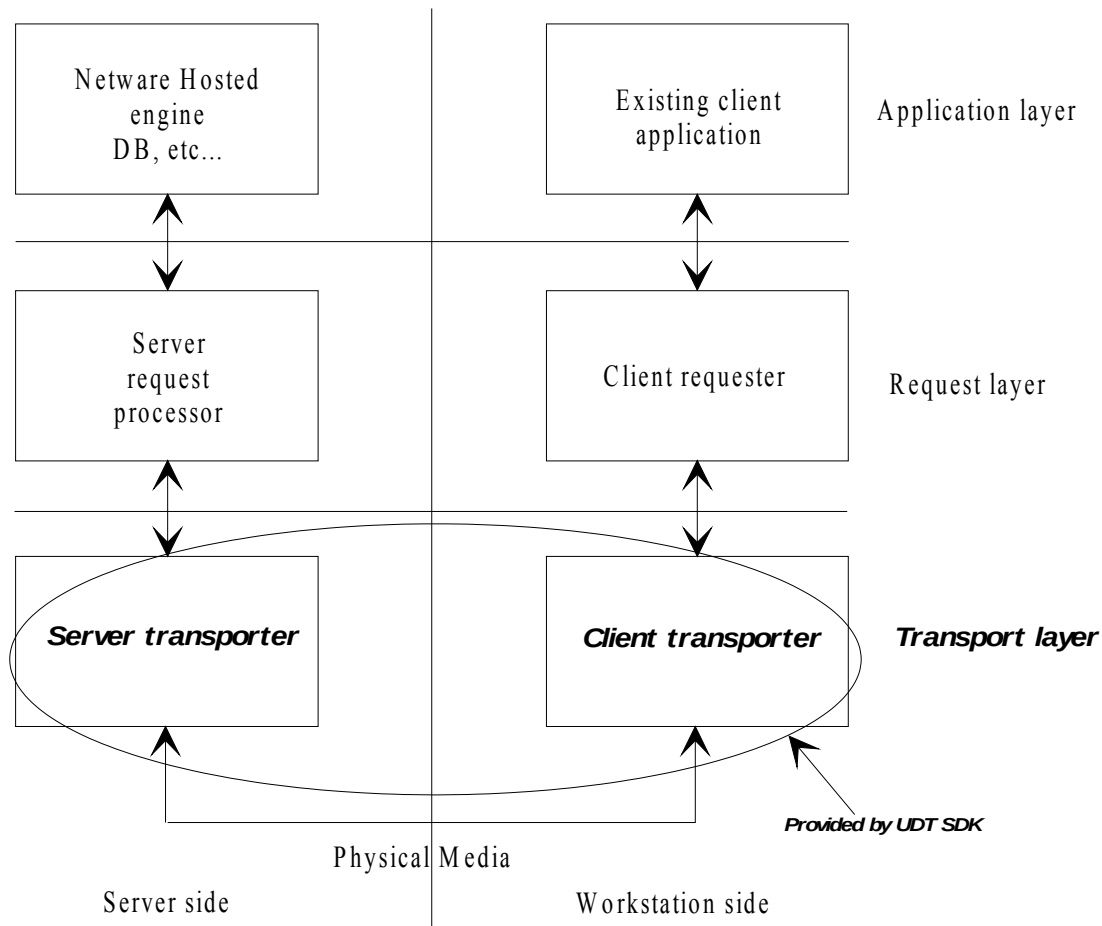 Netware Hosted
engine
DB, etc...
Existing client
application
Application layer
Server
request
processor
Client requester
Request layer
Server transporter
Client transporter
Transport layer
Provided by UDT SDK
Physical Media
Server side
Workstation side